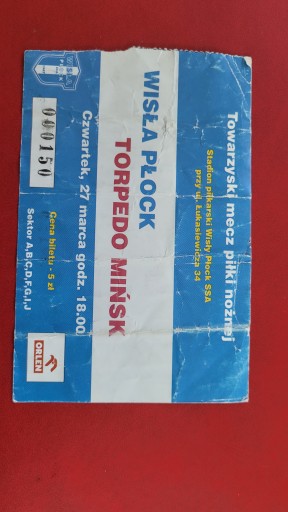 Towarzyski mecz piłki nożnej
Stadion piłkarski Wisły Płock SSA
przy ul. Łukasiewicza 34
WISŁA PŁOCK
TORPEDO MIŃSK
Czwartek, 27 marca godz. 18.00
Cena biletu - 5 zł
Sektor A,B,C,D,F,G,I,J
000150
ORLEN